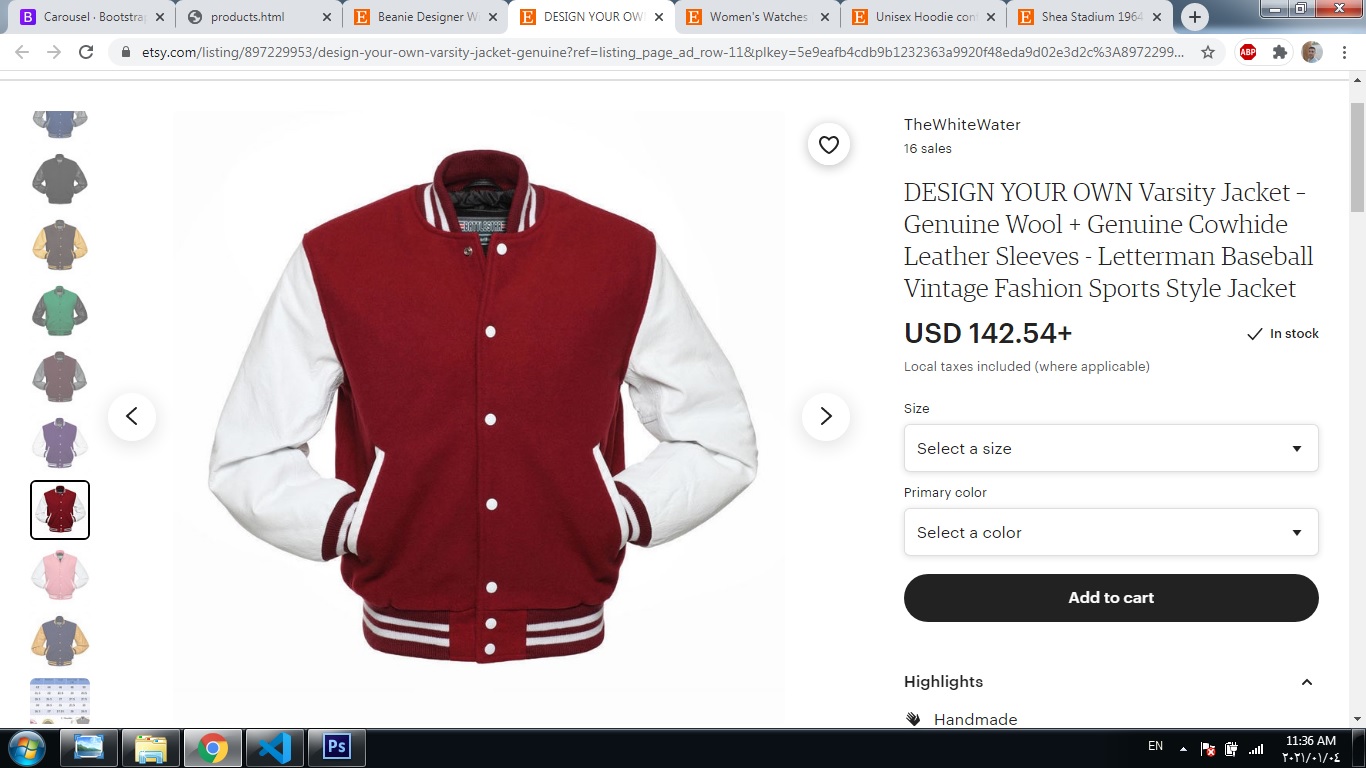 Carousel · Bootstrap
products.html
Beanie Designer Wi
DESIGN YOUR OWN
Women's Watches
Unisex Hoodie con
Shea Stadium 1964
etsy.com/listing/897229953/design-your-own-varsity-jacket-genuine?ref=listing_page_ad_row-11&plkey=5e9eafb4cdb9b1232363a9920f48eda9d02e3d2c%3A8972299...
ABP
TheWhiteWater
16 sales
DESIGN YOUR OWN Varsity Jacket –
Genuine Wool + Genuine Cowhide
Leather Sleeves - Letterman Baseball
Vintage Fashion Sports Style Jacket
USD 142.54+
In stock
Local taxes included (where applicable)
Size
Select a size
Primary color
Select a color
Add to cart
Highlights
Handmade
Ps
EN
11:36 AM
٢٠٢١/٠١/٠٤